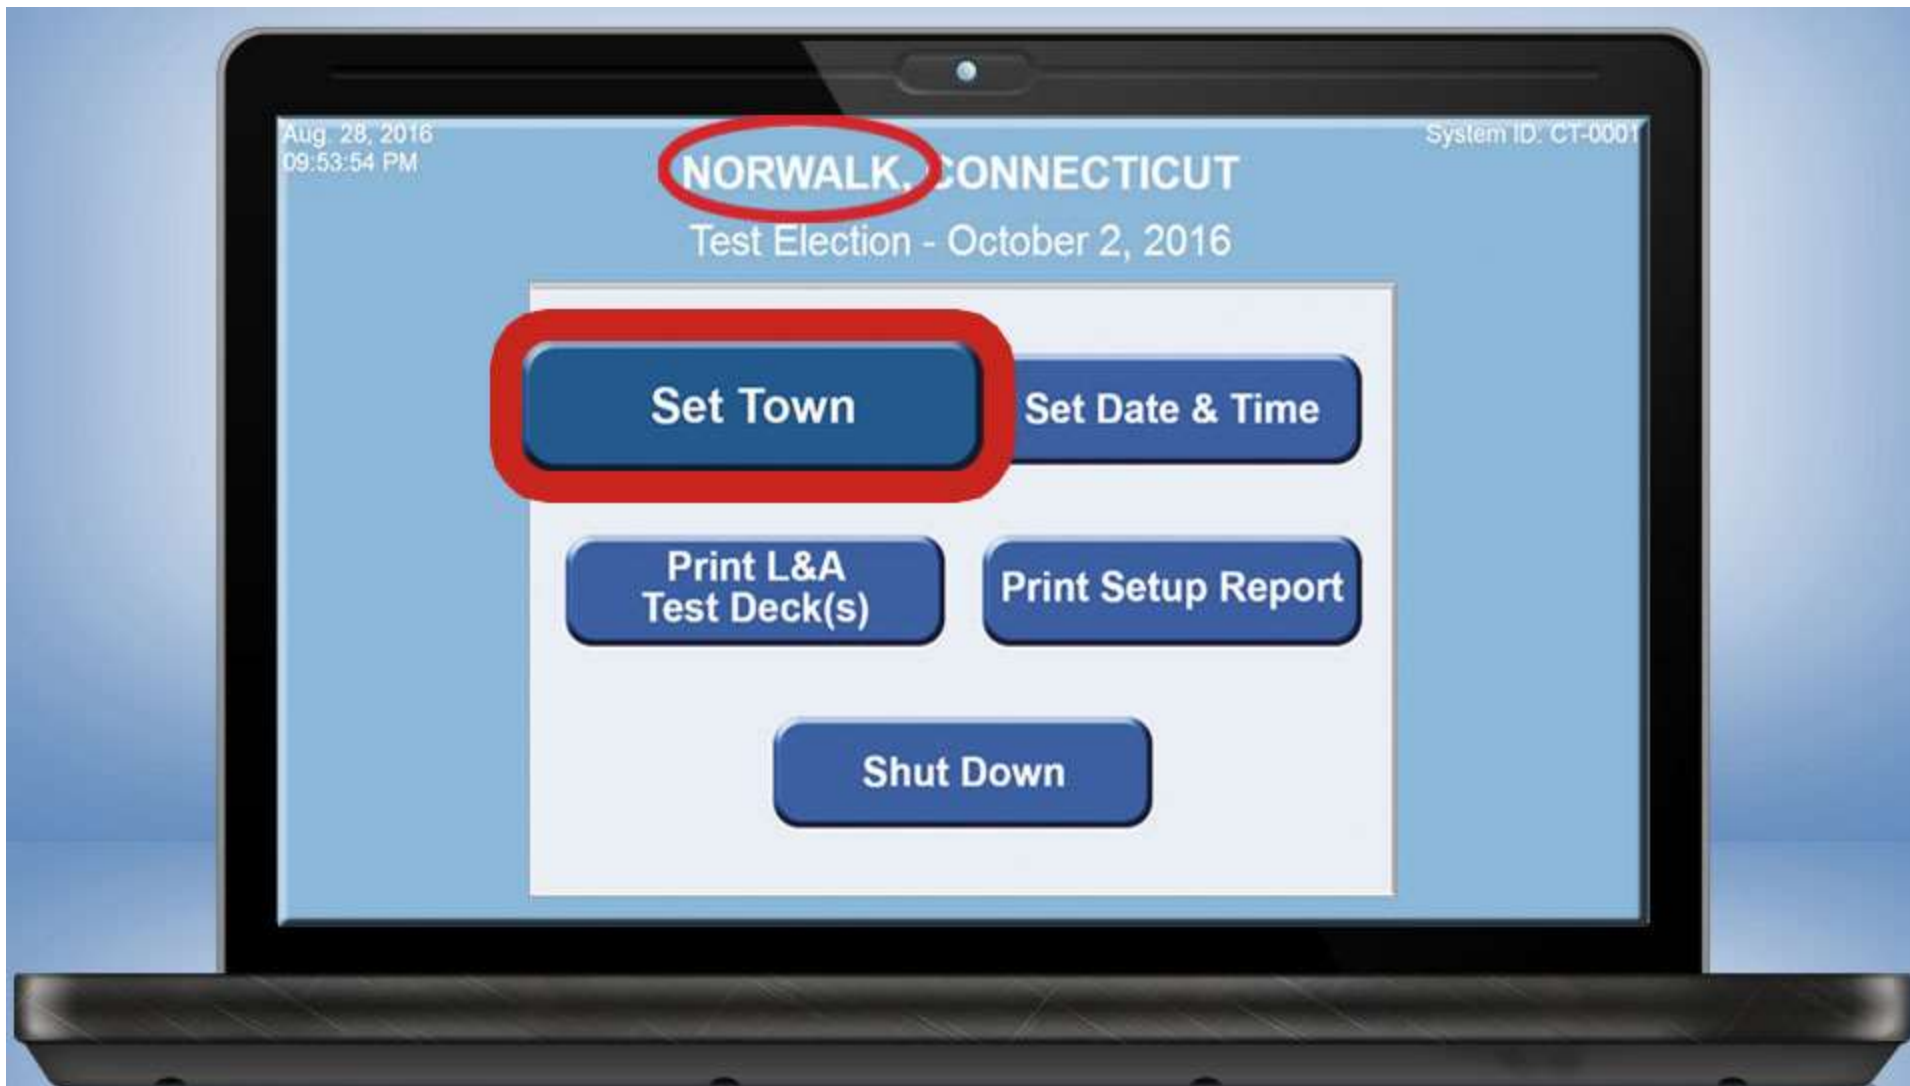 Aug. 28, 2016
09:53:54 PM
System ID: CT-0001
NORWALK, CONNECTICUT
Test Election - October 2, 2016
Set Town
Set Date & Time
Print L&A
Test Deck(s)
Print Setup Report
Shut Down